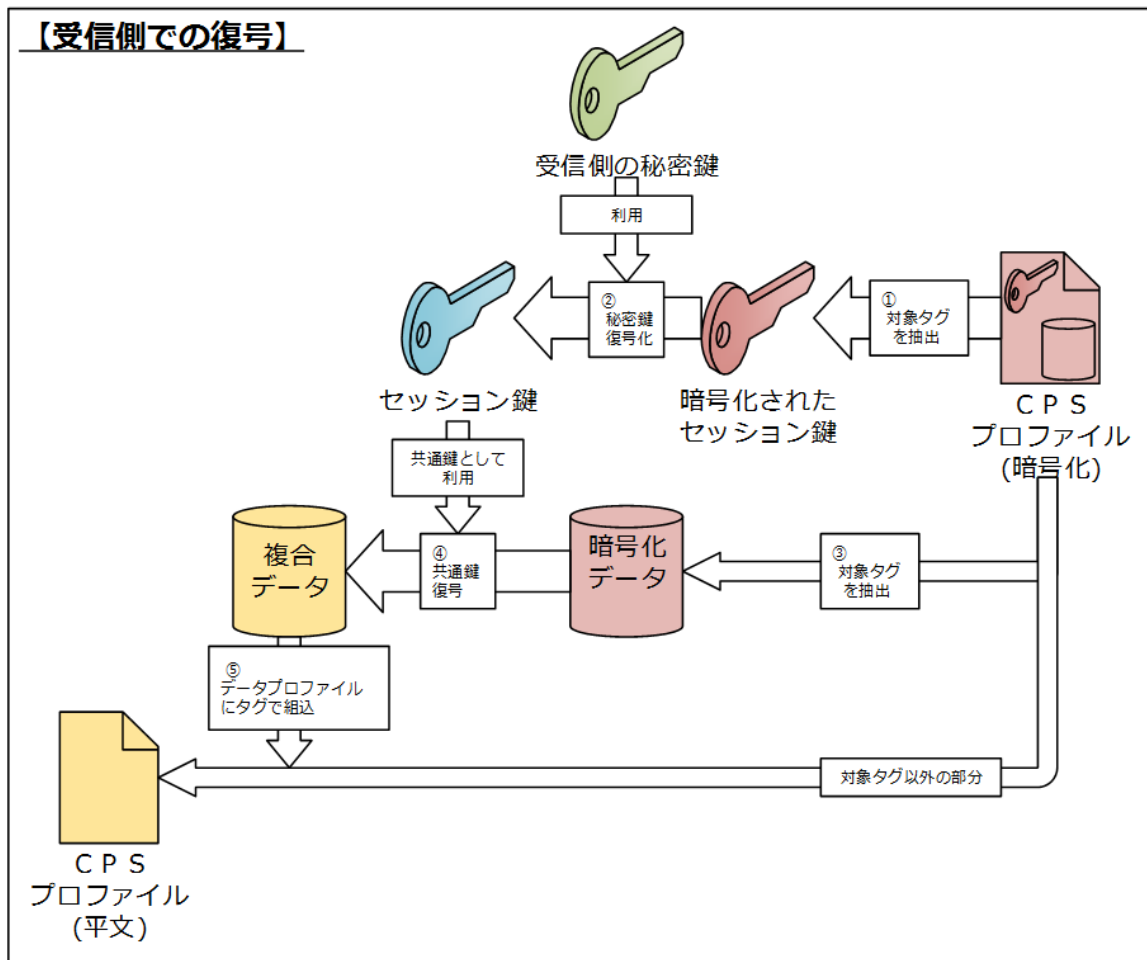 【受信側での復号】
受信側の秘密鍵
利用
②
秘密鍵
復号化
①
対象タグ
を抽出
セッション鍵
暗号化された
セッション鍵
ＣＰＳ
プロファイル
(暗号化)
共通鍵として
利用
複合
データ
④
共通鍵
復号
暗号化
データ
③
対象タグ
を抽出
⑤
データプロファイル
にタグで組込
対象タグ以外の部分
ＣＰＳ
プロファイル
(平文)